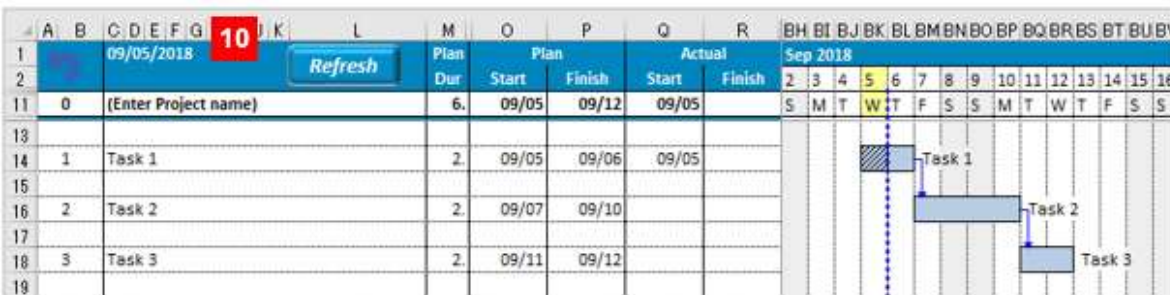 A B C D E F G J K L M O P Q R BH BI BJ BK BL BM BN BO BP BQ BR BS BT BU BV
10
1 09/05/2018 Refresh Plan Plan Actual Sep 2018
2 Dur Start Finish Start Finish 2 3 4 5 6 7 8 9 10 11 12 13 14 15 16
11 0 (Enter Project name) 6. 09/05 09/12 09/05 S M T W T F S S M T W T F S S
13
14 1 Task 1 2. 09/05 09/06 09/05 Task 1
15
16 2 Task 2 2. 09/07 09/10 Task 2
17
18 3 Task 3 2. 09/11 09/12 Task 3
19